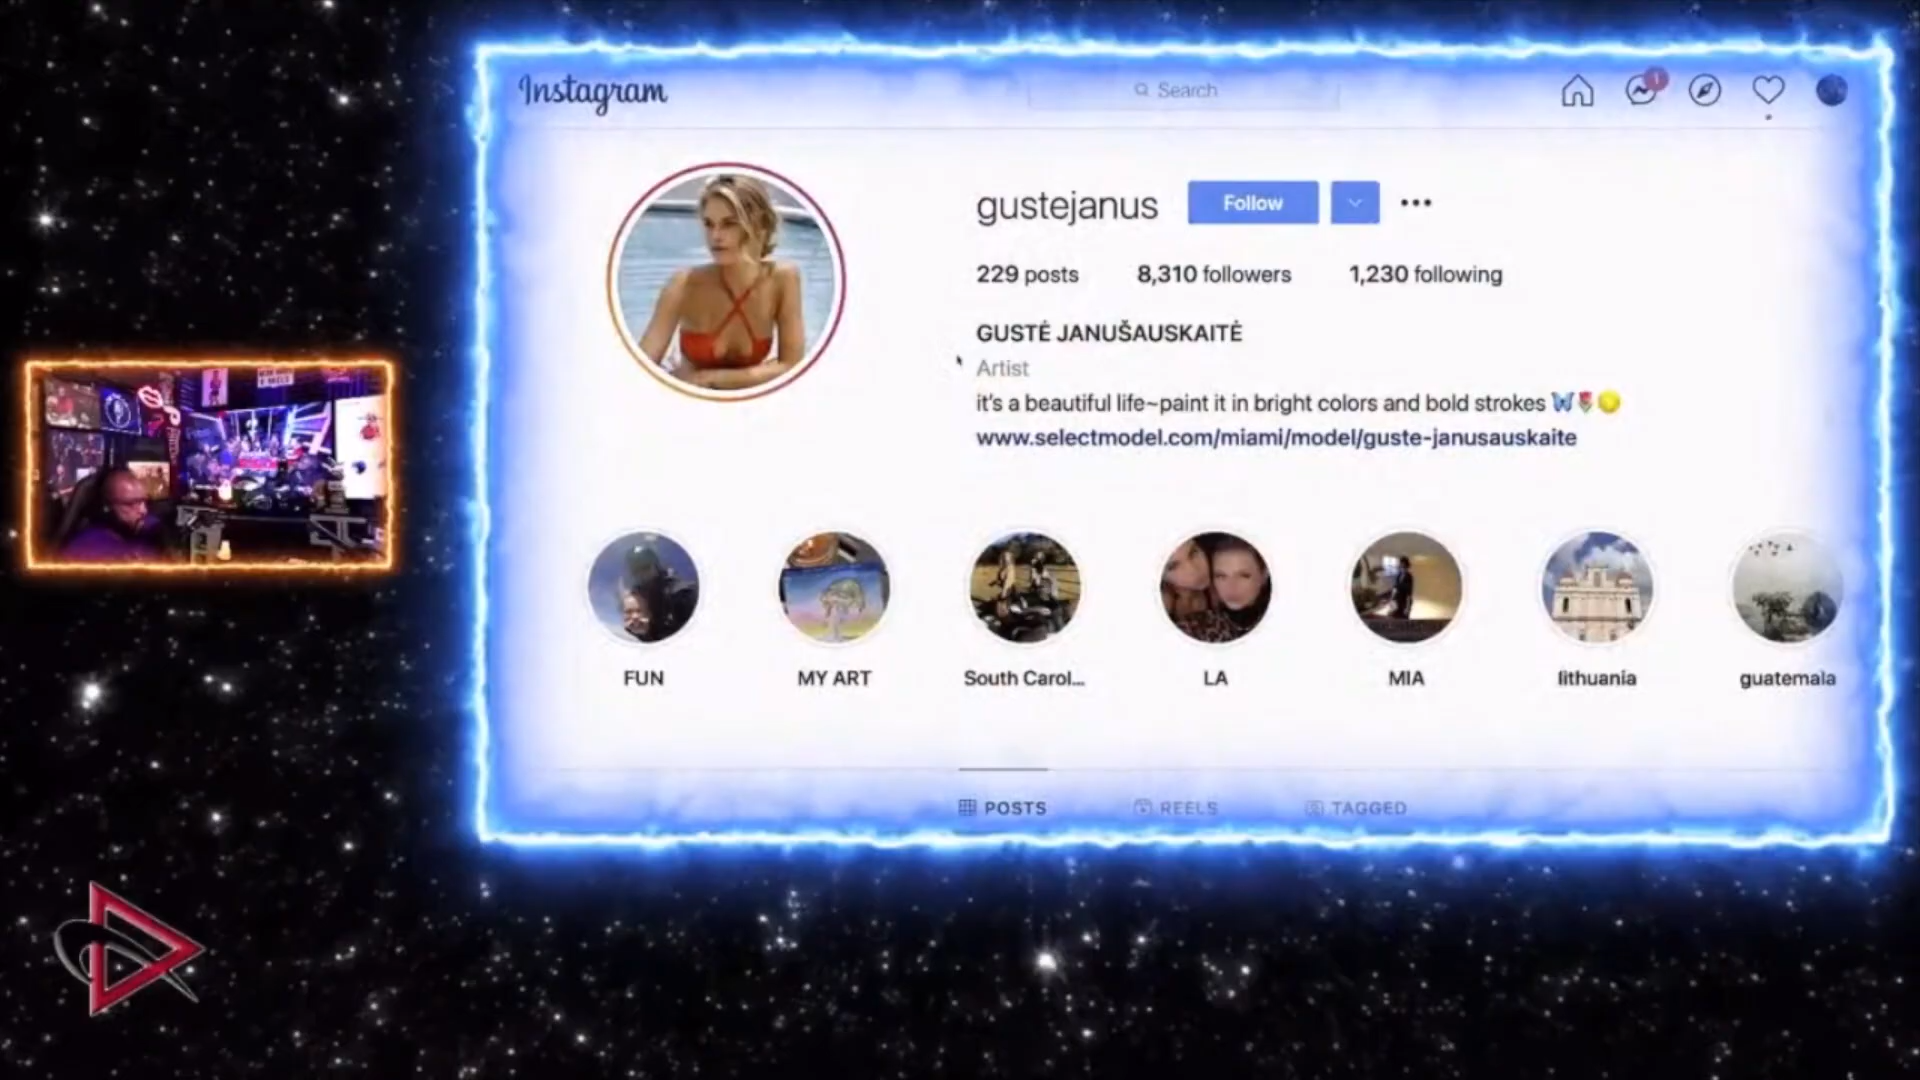 Instagram
Search
1
gustejanus
Follow
229 posts 8,310 followers 1,230 following
GUSTĖ JANUŠAUSKAITĖ
Artist
it's a beautiful life~paint it in bright colors and bold strokes 🦋🌷🟡
www.selectmodel.com/miami/model/guste-janusauskaite
FUN MY ART South Carol... LA MIA lithuania guatemala
POSTS REELS TAGGED